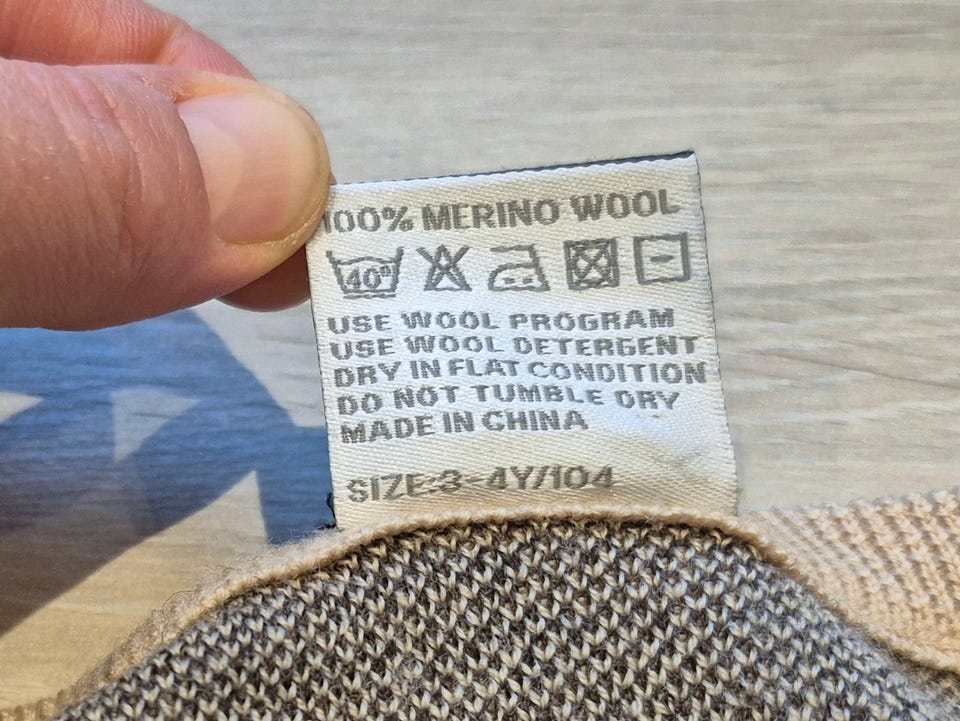 100% MERINO WOOL
40°
USE WOOL PROGRAM
USE WOOL DETERGENT
DRY IN FLAT CONDITION
DO NOT TUMBLE DRY
MADE IN CHINA
SIZE:3-4Y/104